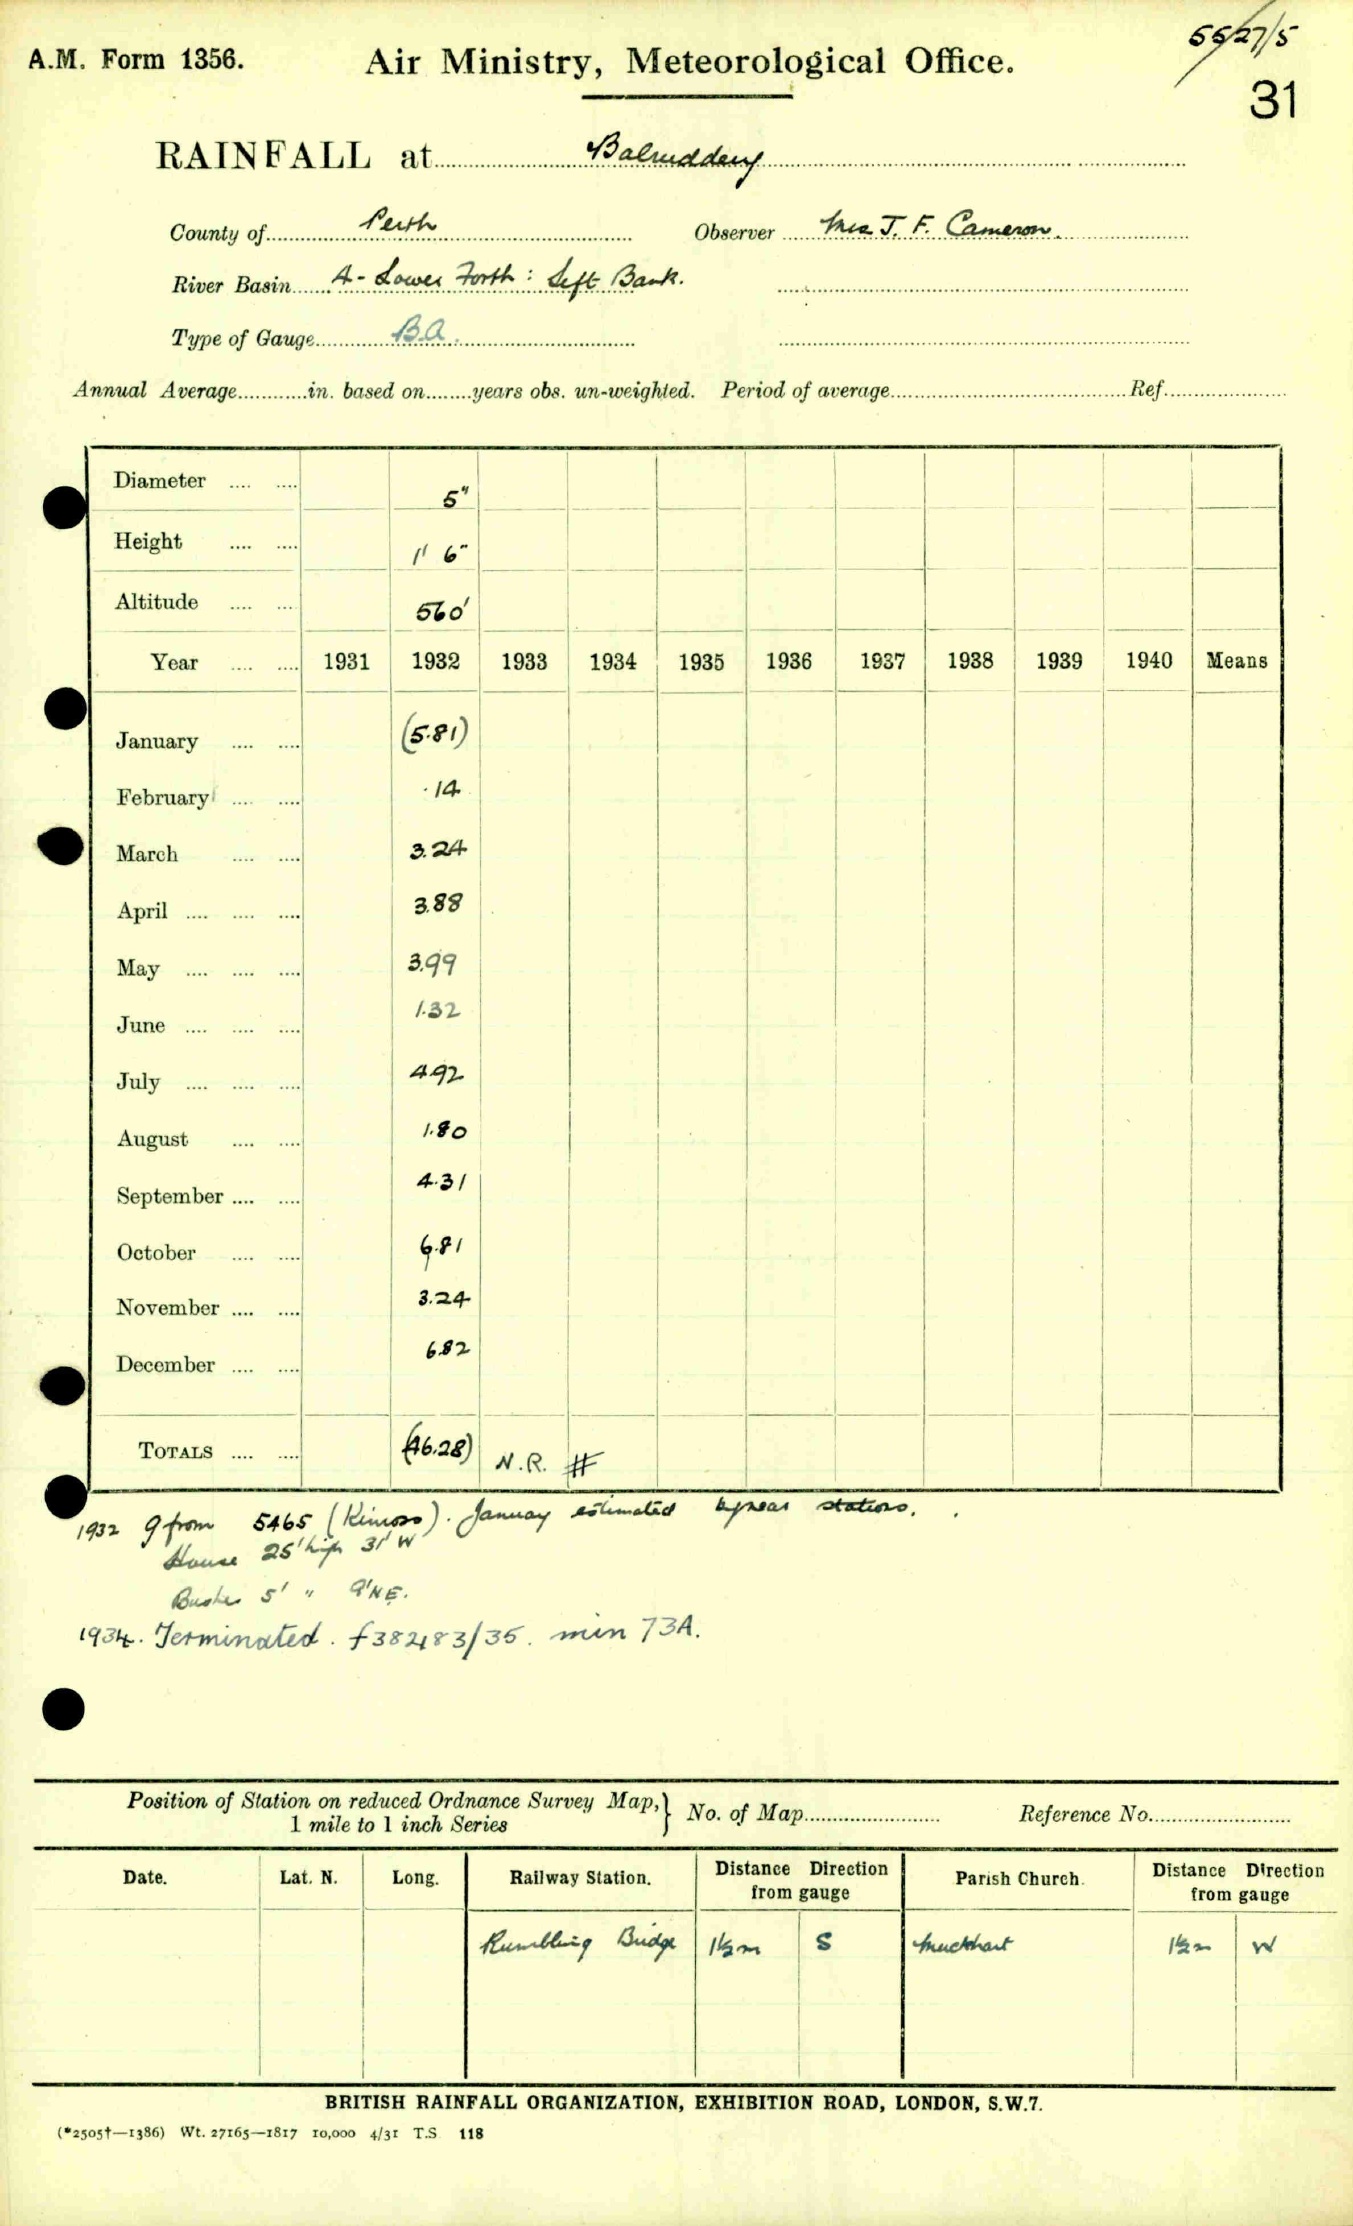 A.M. Form 1356. Air Ministry, Meteorological Office. 5527/5
31
RAINFALL at Balruddery
County of Perth Observer Mrs J. F. Cameron.
River Basin 4 - Lower Forth : Left Bank.
Type of Gauge B.A.
Annual Average in. based on years obs. un-weighted. Period of average Ref.
Diameter 5"
Height 1' 6"
Altitude 560'
Year 1931 1932 1933 1934 1935 1936 1937 1938 1939 1940 Means
January (5.81)
February .14
March 3.24
April 3.88
May 3.99
June 1.32
July 4.92
August 1.80
September 4.31
October 6.81
November 3.24
December 6.82
TOTALS (46.28) N.R. #
1932 g from 5465 (Kinross). January estimated by near stations.
House 25' high 31' W
Bushes 5' " 9' NE.
1934. Terminated. f382483/35. min 73A.
Position of Station on reduced Ordnance Survey Map,} No. of Map Reference No.
1 mile to 1 inch Series
Date. Lat. N. Long. Railway Station. Distance Direction from gauge Parish Church. Distance Direction from gauge
Rumbling Bridge 1½m S Muckhart 1½m W
BRITISH RAINFALL ORGANIZATION, EXHIBITION ROAD, LONDON, S.W.7.
(*2505†—1386) Wt. 27165—1817 10,000 4/31 T.S 118